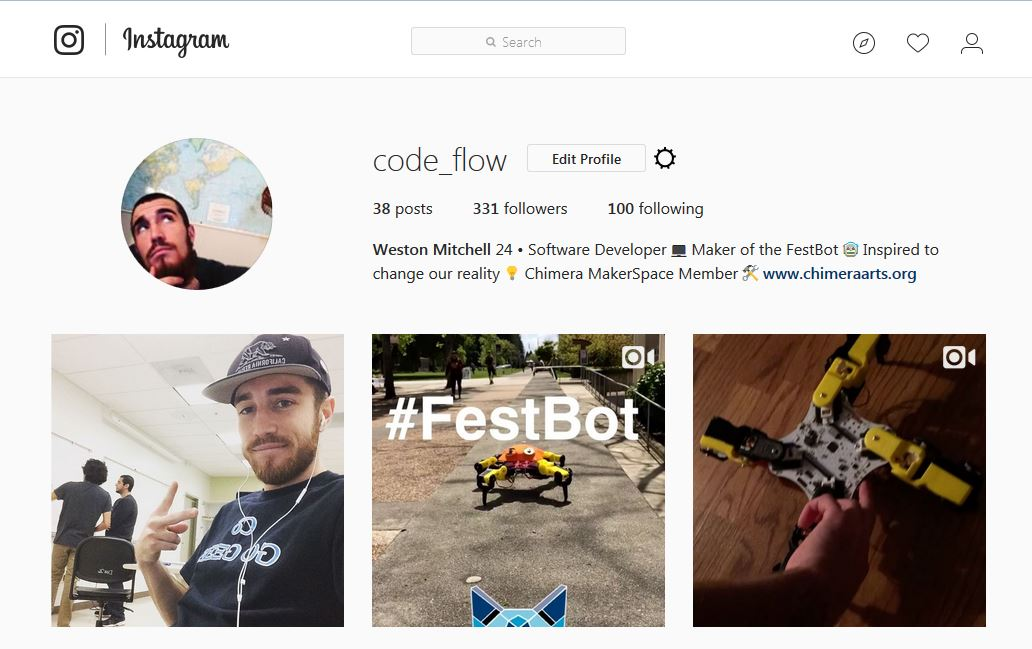 Instagram
Search
code_flow
Edit Profile
38 posts 331 followers 100 following
Weston Mitchell 24 • Software Developer 💻 Maker of the FestBot 🤖 Inspired to
change our reality 💡 Chimera MakerSpace Member 🛠 www.chimeraarts.org
#FestBot